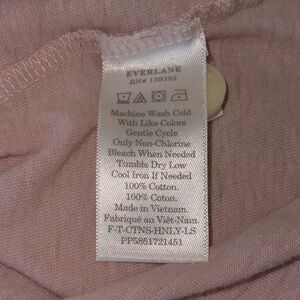 EVERLANE
RN# 139393
Machine Wash Cold
With Like Colors
Gentle Cycle
Only Non-Chlorine
Bleach When Needed
Tumble Dry Low
Cool Iron If Needed
100% Cotton.
100% Coton.
Made in Vietnam.
Fabriqué au Viêt-Nam.
F-T-CTNS-HNLY-LS
PP5851721451